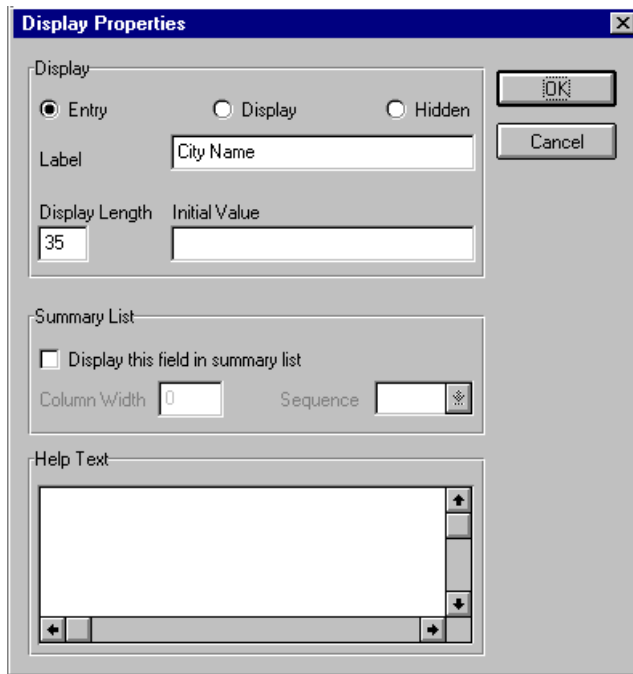 Display Properties
Display
OK
Entry Display Hidden
Cancel
Label City Name
Display Length Initial Value
35
Summary List
Display this field in summary list
Column Width 0 Sequence
Help Text